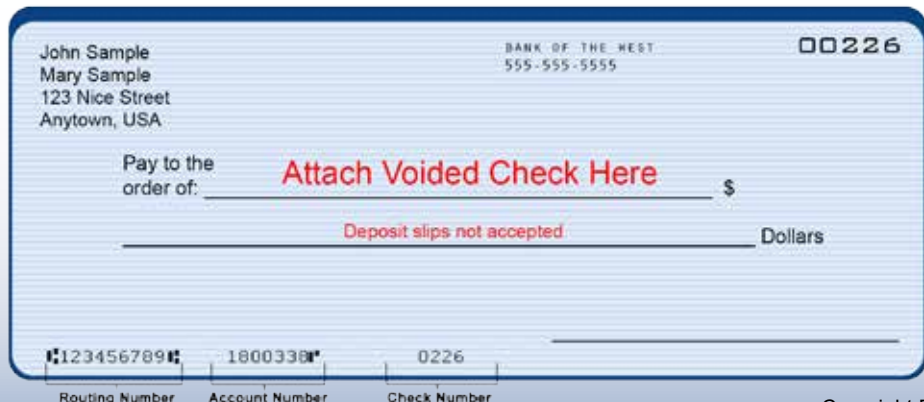 John Sample
Mary Sample
123 Nice Street
Anytown, USA
BANK OF THE WEST
555-555-5555
00226
Pay to the
order of:
Attach Voided Check Here
$
Deposit slips not accepted
Dollars
⑆123456789⑆ 1800338⑈ 0226
Routing Number Account Number Check Number